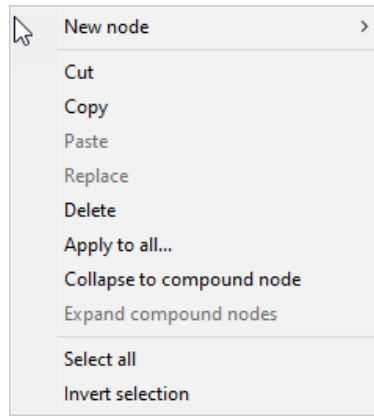 New node
Cut
Copy
Paste
Replace
Delete
Apply to all...
Collapse to compound node
Expand compound nodes
Select all
Invert selection